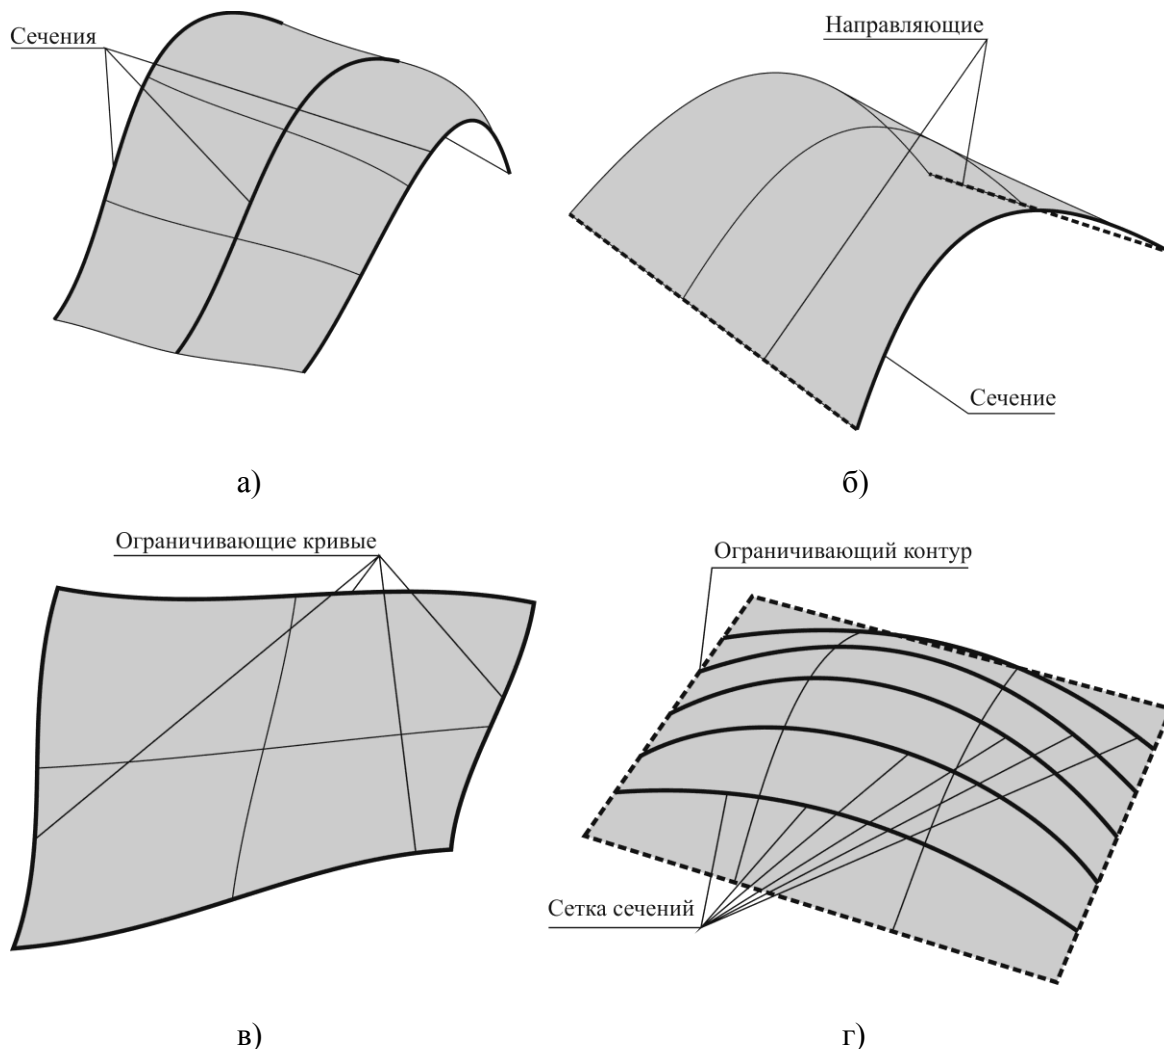 Сечения
Направляющие
Сечение
а)
б)
Ограничивающие кривые
Ограничивающий контур
Сетка сечений
в)
г)